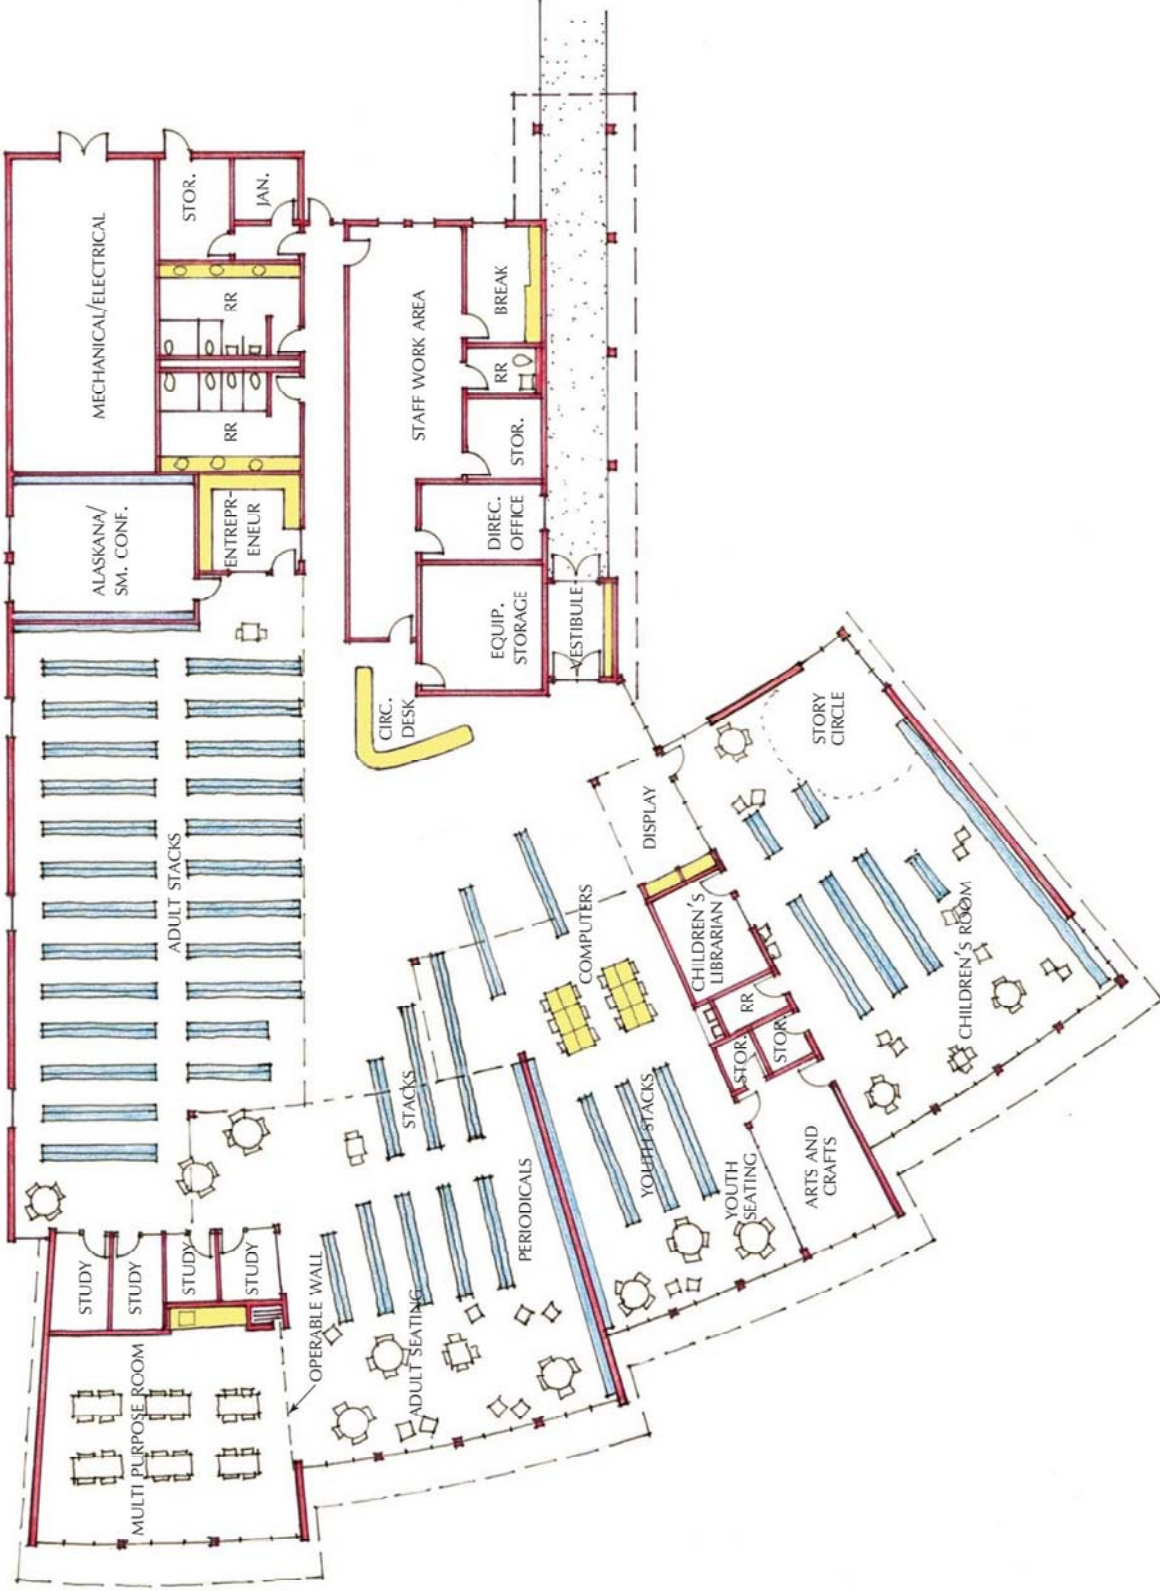 MECHANICAL/ELECTRICAL
STOR.
JAN.
RR
RR
STAFF WORK AREA
BREAK
RR
STOR.
DIREC.
OFFICE
EQUIP.
STORAGE
VESTIBULE
ALASKANA/
SM. CONF.
ENTREPR-
ENEUR
CIRC.
DESK
ADULT STACKS
DISPLAY
STORY
CIRCLE
COMPUTERS
CHILDREN'S
LIBRARIAN
CHILDREN'S ROOM
RR
STOR.
STOR.
STACKS
YOUTH STACKS
YOUTH
SEATING
ARTS AND
CRAFTS
PERIODICALS
STUDY
STUDY
STUDY
STUDY
OPERABLE WALL
ADULT SEATING
MULTI PURPOSE ROOM